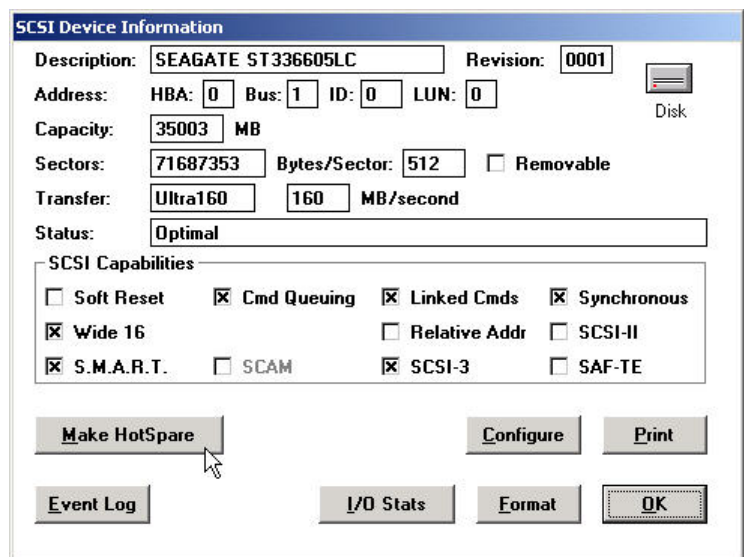 SCSI Device Information
Description: SEAGATE ST336605LC Revision: 0001
Address: HBA: 0 Bus: 1 ID: 0 LUN: 0
Disk
Capacity: 35003 MB
Sectors: 71687353 Bytes/Sector: 512 Removable
Transfer: Ultra160 160 MB/second
Status: Optimal
SCSI Capabilities
Soft Reset Cmd Queuing Linked Cmds Synchronous
Wide 16 Relative Addr SCSI-II
S.M.A.R.T. SCAM SCSI-3 SAF-TE
Make HotSpare Configure Print
Event Log I/O Stats Format OK